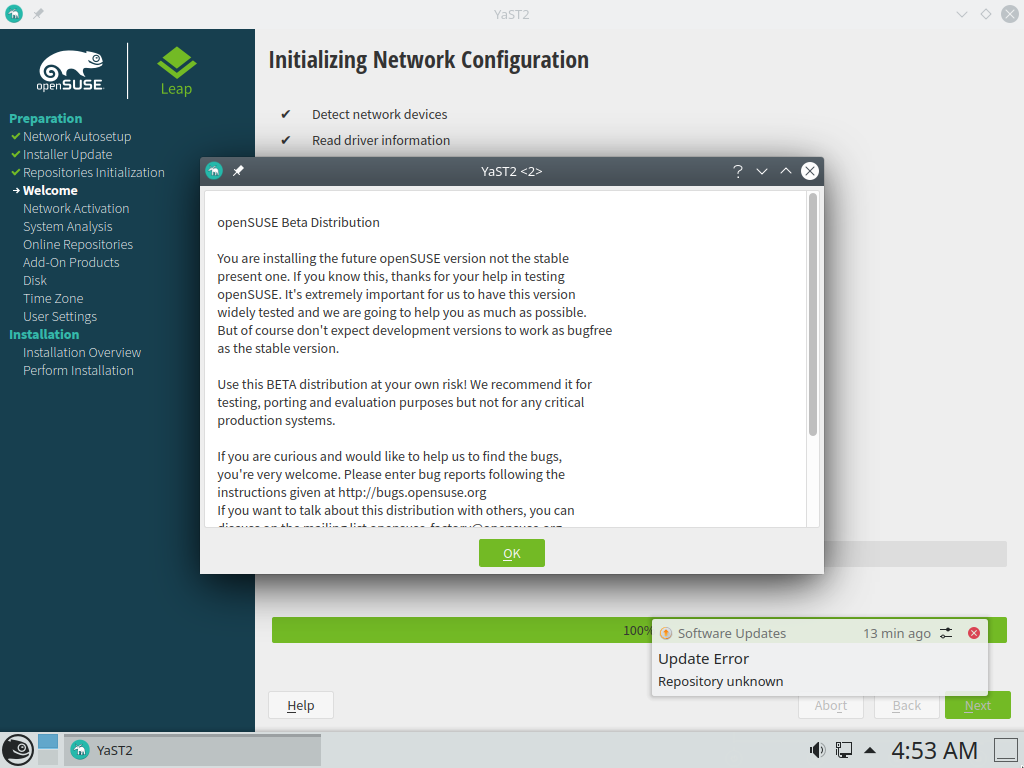 YaST2
openSUSE
Leap
Preparation
Network Autosetup
Installer Update
Repositories Initialization
Welcome
Network Activation
System Analysis
Online Repositories
Add-On Products
Disk
Time Zone
User Settings
Installation
Installation Overview
Perform Installation
Initializing Network Configuration
Detect network devices
Read driver information
YaST2 <2>
openSUSE Beta Distribution
You are installing the future openSUSE version not the stable
present one. If you know this, thanks for your help in testing
openSUSE. It's extremely important for us to have this version
widely tested and we are going to help you as much as possible.
But of course don't expect development versions to work as bugfree
as the stable version.
Use this BETA distribution at your own risk! We recommend it for
testing, porting and evaluation purposes but not for any critical
production systems.
If you are curious and would like to help us to find the bugs,
you're very welcome. Please enter bug reports following the
instructions given at http://bugs.opensuse.org
If you want to talk about this distribution with others, you can
discuss on the mailing list opensuse-factory@opensuse.org
OK
100%
Software Updates 13 min ago
Update Error
Repository unknown
Help
Abort
Back
Next
YaST2
4:53 AM